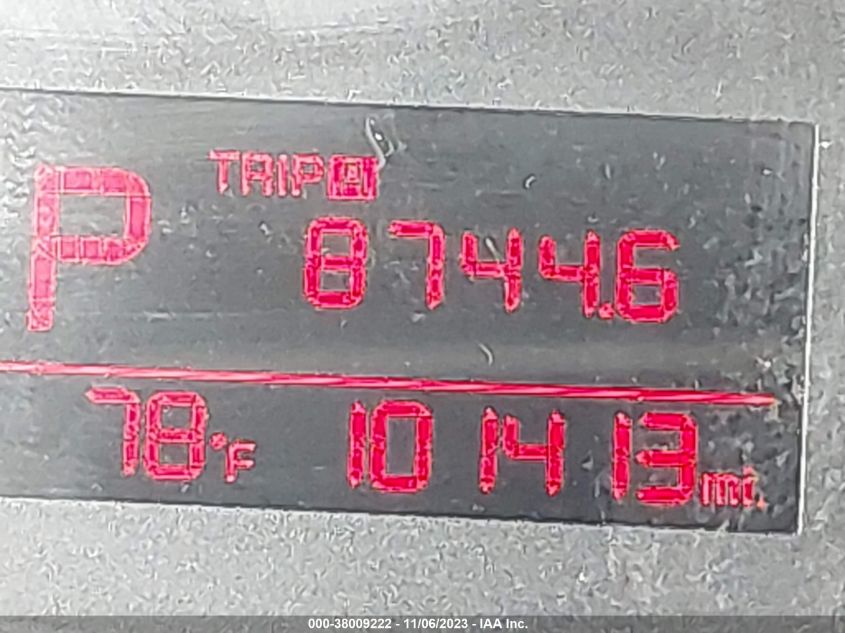 P TRIP A
8744.6
78°F 101413 mi
000-38009222 - 11/06/2023 - IAA Inc.